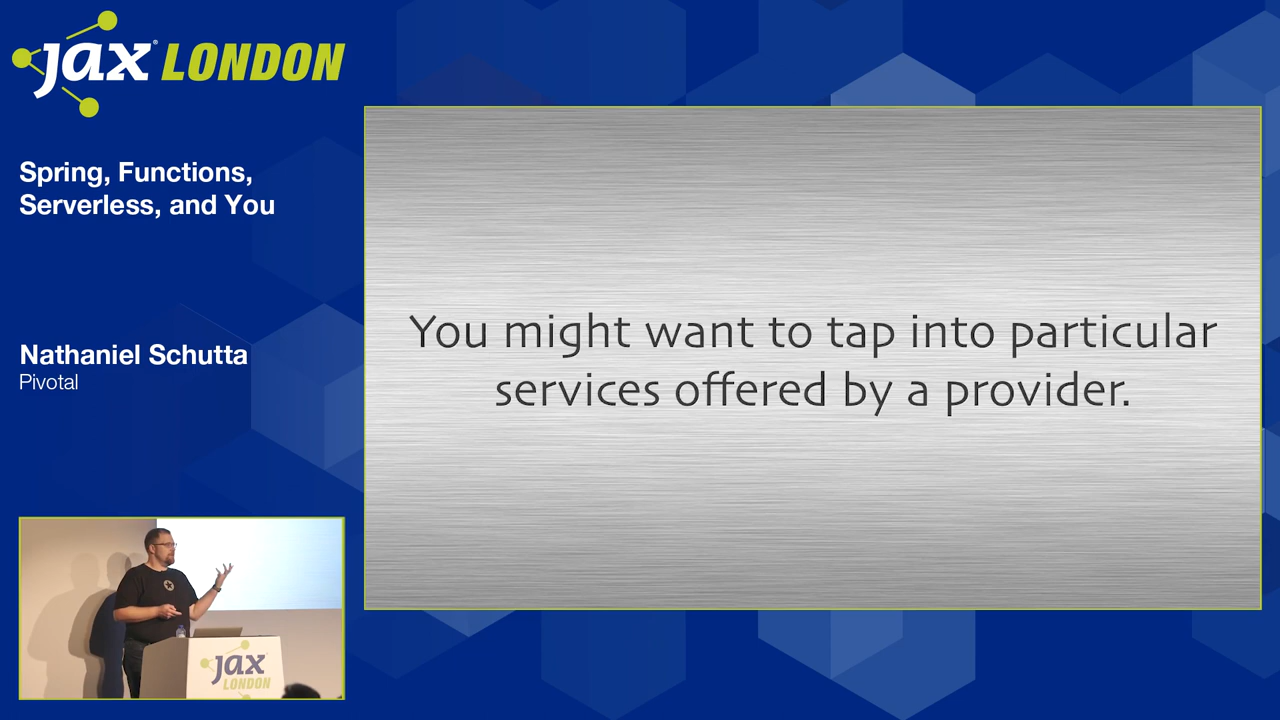 jax LONDON
Spring, Functions,
Serverless, and You
Nathaniel Schutta
Pivotal
You might want to tap into particular
services offered by a provider.
jax
LONDON